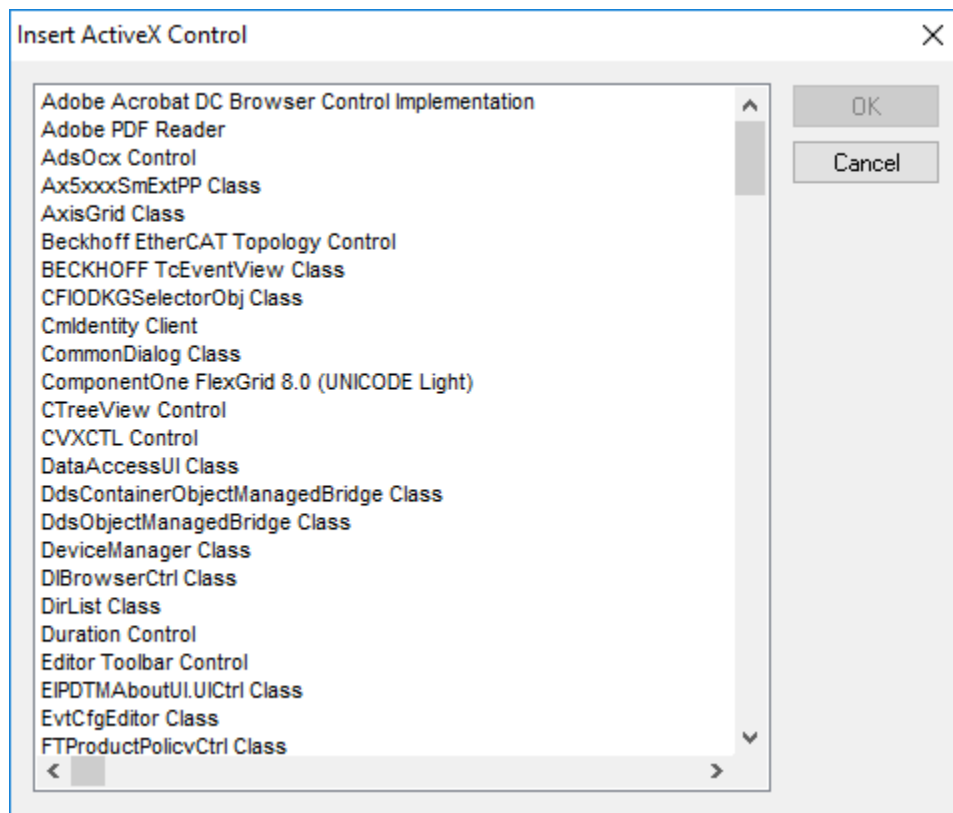 Insert ActiveX Control
Adobe Acrobat DC Browser Control Implementation
OK
Adobe PDF Reader
AdsOcx Control
Cancel
Ax5xxxSmExtPP Class
AxisGrid Class
Beckhoff EtherCAT Topology Control
BECKHOFF TcEventView Class
CFIODKGSelectorObj Class
CmIdentity Client
CommonDialog Class
ComponentOne FlexGrid 8.0 (UNICODE Light)
CTreeView Control
CVXCTL Control
DataAccessUI Class
DdsContainerObjectManagedBridge Class
DdsObjectManagedBridge Class
DeviceManager Class
DIBrowserCtrl Class
DirList Class
Duration Control
Editor Toolbar Control
EIPDTMAboutUI.UICtrl Class
EvtCfgEditor Class
FTProductPolicyCtrl Class